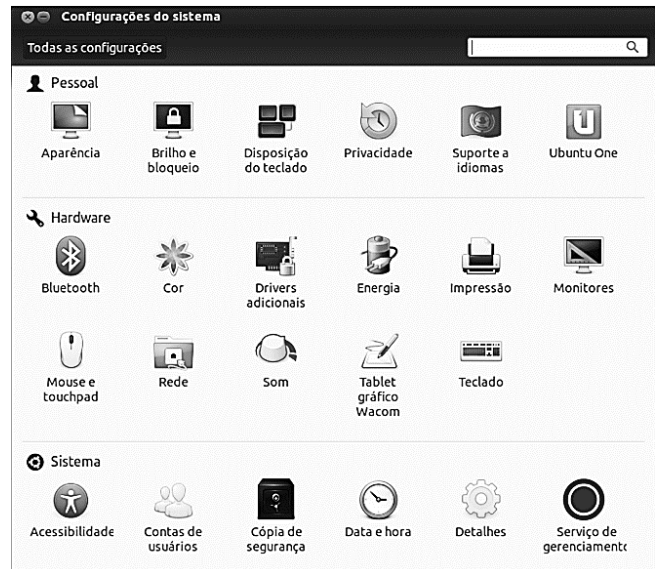 Configurações do sistema
Todas as configurações
Pessoal
Aparência
Brilho e
bloqueio
Disposição
do teclado
Privacidade
Suporte a
idiomas
Ubuntu One
Hardware
Bluetooth
Cor
Drivers
adicionais
Energia
Impressão
Monitores
Mouse e
touchpad
Rede
Som
Tablet
gráfico
Wacom
Teclado
Sistema
Acessibilidade
Contas de
usuários
Cópia de
segurança
Data e hora
Detalhes
Serviço de
gerenciamento